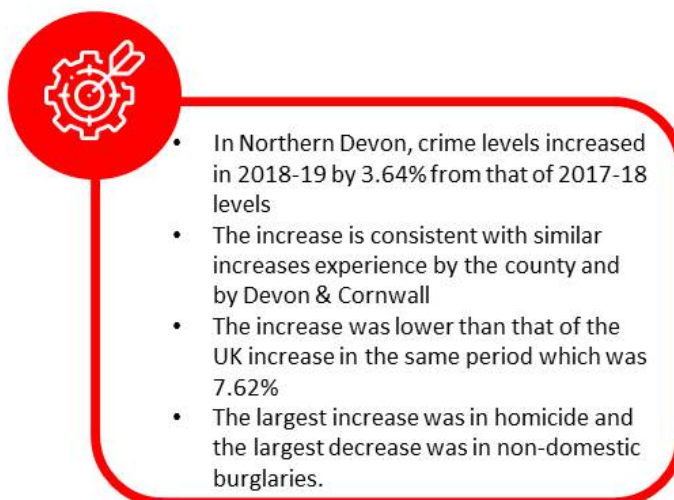 • In Northern Devon, crime levels increased
in 2018-19 by 3.64% from that of 2017-18
levels
• The increase is consistent with similar
increases experience by the county and
by Devon & Cornwall
• The increase was lower than that of the
UK increase in the same period which was
7.62%
• The largest increase was in homicide and
the largest decrease was in non-domestic
burglaries.